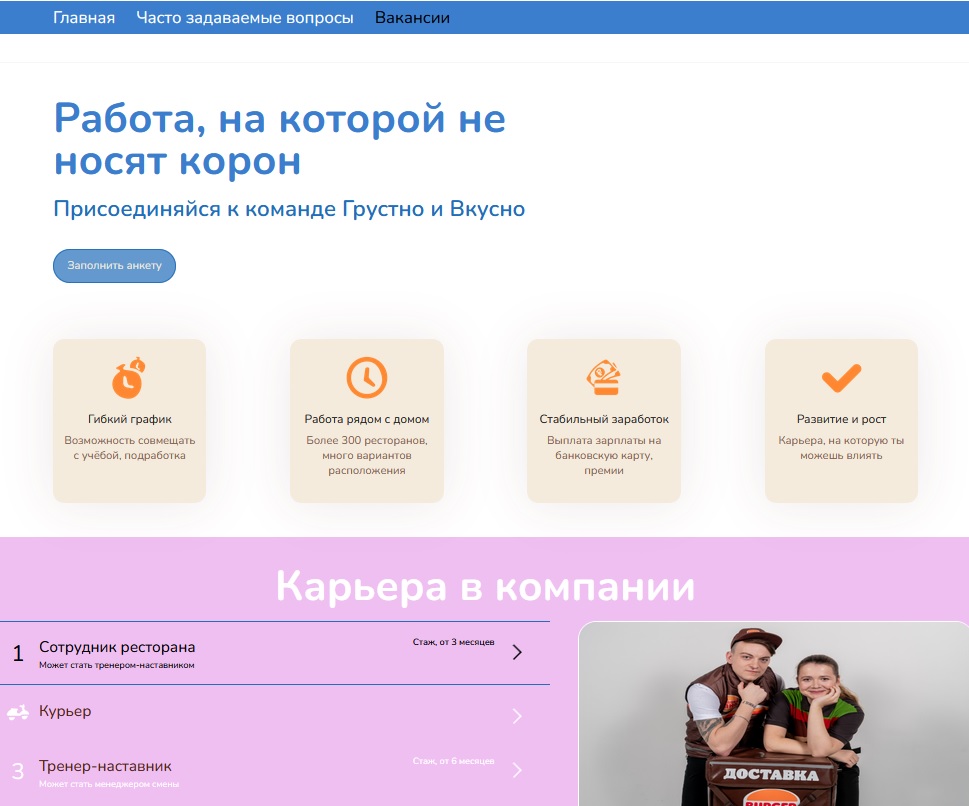 Главная Часто задаваемые вопросы Вакансии
Работа, на которой не
носят корон
Присоединяйся к команде Грустно и Вкусно
Заполнить анкету
Гибкий график
Возможность совмещать
с учёбой, подработка
Работа рядом с домом
Более 300 ресторанов,
много вариантов
расположения
Стабильный заработок
Выплата зарплаты на
банковскую карту,
премии
Развитие и рост
Карьера, на которую ты
можешь влиять
Карьера в компании
1 Сотрудник ресторана Стаж, от 3 месяцев
Может стать тренером-наставником
Курьер
3 Тренер-наставник Стаж, от 6 месяцев
Может стать менеджером смены
ДОСТАВКА
BURGER